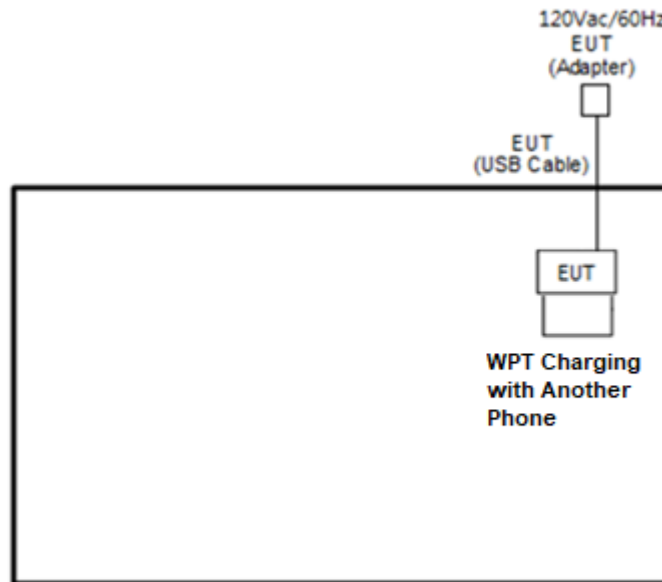 120Vac/60Hz
EUT
(Adapter)
EUT
(USB Cable)
EUT
WPT Charging
with Another
Phone